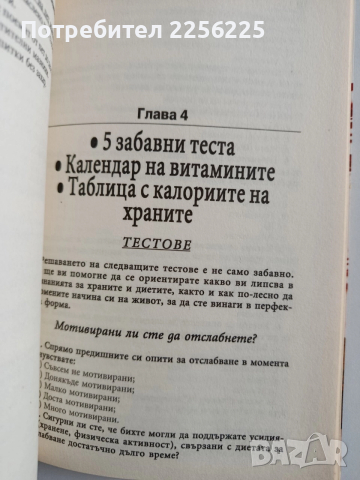 Потребител 2256225
Глава 4
• 5 забавни теста
• Календар на витамините
• Таблица с калориите на
храните
ТЕСТОВЕ
Решаването на следващите тестове е не само забавно.
ще ви помогне да се ориентирате какво ви липсва в
знанията за храните и диетите, както и как по-лесно да
промените начина си на живот, за да сте винаги в перфек-
форма.
Мотивирани ли сте да отслабнете?
. Спрямо предишните си опити за отслабване в момента
чувствате:
) Съвсем не мотивирани;
) Донякъде мотивирани;
) Малко мотивирани;
) Доста мотивирани;
) Много мотивирани.
. Сигурни ли сте, че бихте могли да поддържате усилия-
(хранене, физическа активност), свързани с диетата за
слабване достатъчно дълго време?
BAZAR